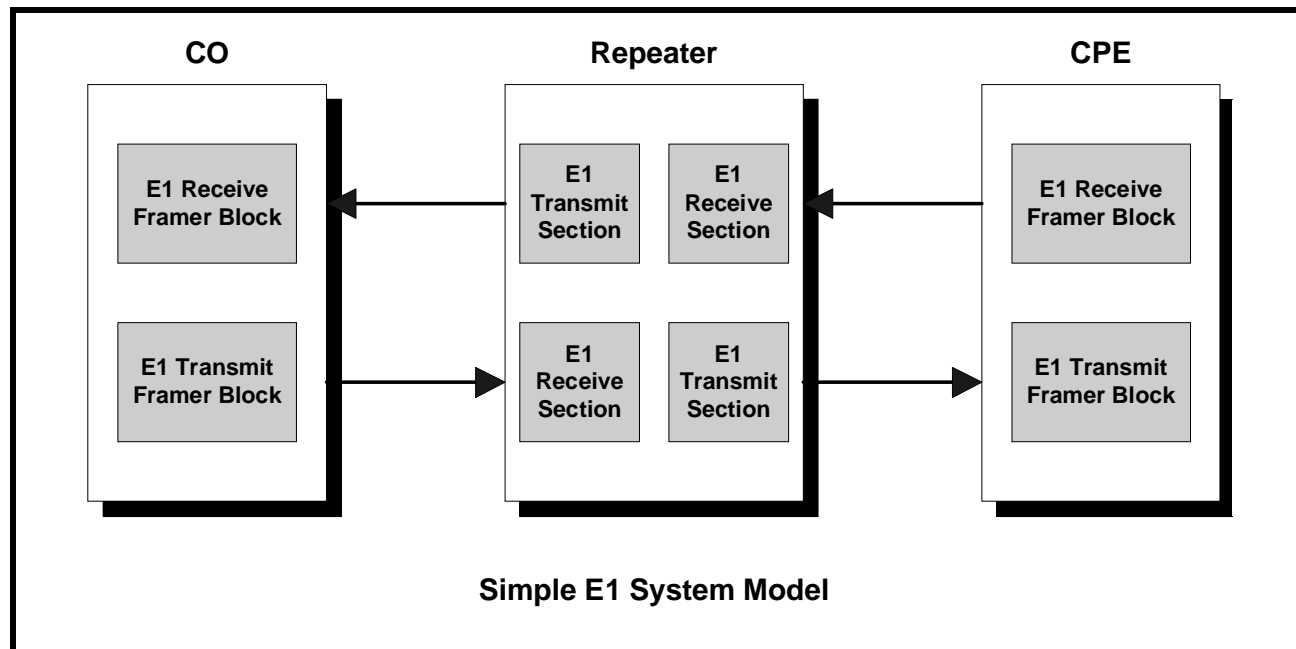 CO
Repeater
CPE
E1 Receive
Framer Block
E1
Transmit
Section
E1
Receive
Section
E1 Receive
Framer Block
E1 Transmit
Framer Block
E1
Receive
Section
E1
Transmit
Section
E1 Transmit
Framer Block
Simple E1 System Model